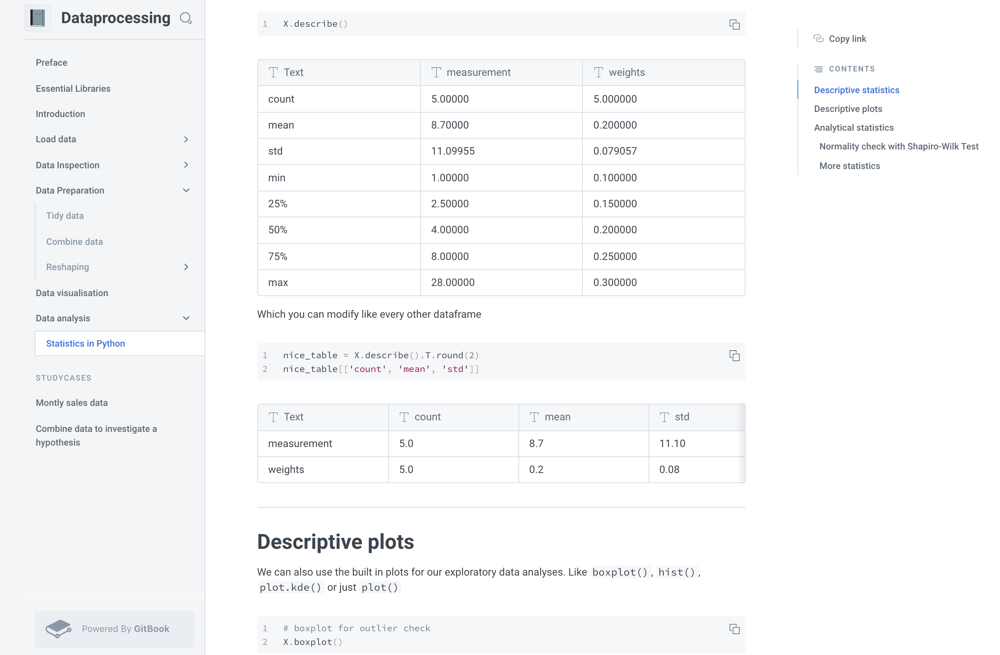 Dataprocessing
Preface
Essential Libraries
Introduction
Load data
Data Inspection
Data Preparation
Tidy data
Combine data
Reshaping
Data visualisation
Data analysis
Statistics in Python
STUDYCASES
Montly sales data
Combine data to investigate a
hypothesis
Powered By GitBook
1 X.describe()
Text measurement weights
count 5.00000 5.000000
mean 8.70000 0.200000
std 11.09955 0.079057
min 1.00000 0.100000
25% 2.50000 0.150000
50% 4.00000 0.200000
75% 8.00000 0.250000
max 28.00000 0.300000
Which you can modify like every other dataframe
1 nice_table = X.describe().T.round(2)
2 nice_table[['count', 'mean', 'std']]
Text count mean std
measurement 5.0 8.7 11.10
weights 5.0 0.2 0.08
Descriptive plots
We can also use the built in plots for our exploratory data analyses. Like boxplot(), hist(),
plot.kde() or just plot()
1 # boxplot for outlier check
2 X.boxplot()
Copy link
CONTENTS
Descriptive statistics
Descriptive plots
Analytical statistics
Normality check with Shapiro-Wilk Test
More statistics